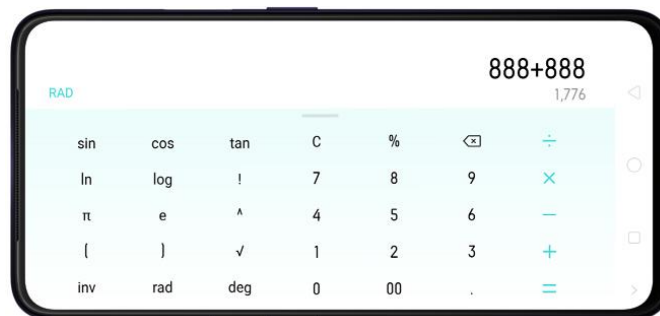 888+888
RAD 1,776
sin cos tan C % ÷
ln log ! 7 8 9 ×
π e ^ 4 5 6 −
( ) √ 1 2 3 +
inv rad deg 0 00 . =